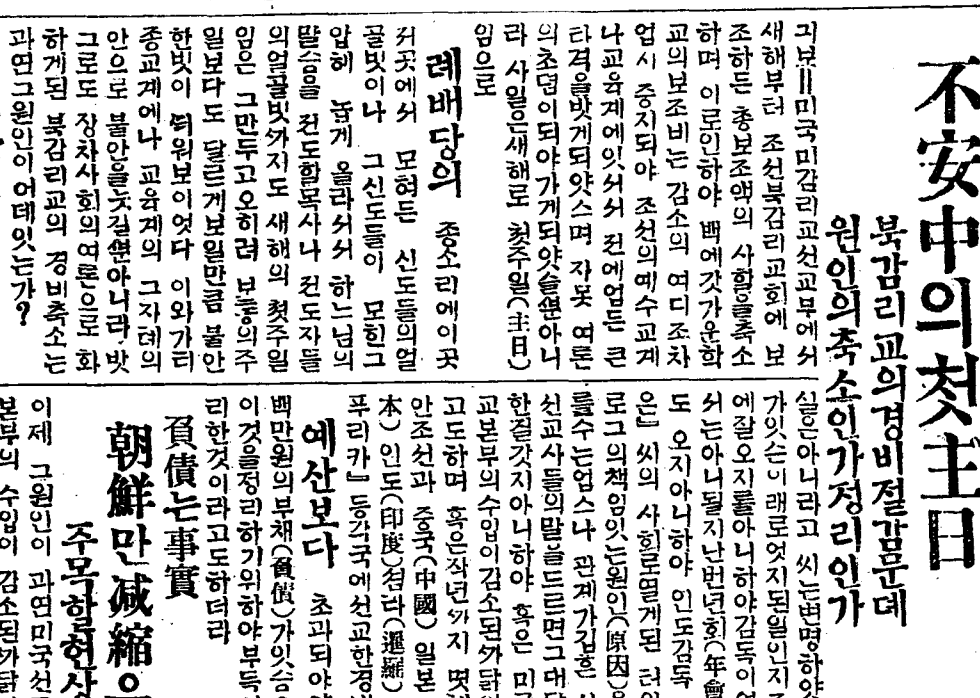 不安中의첫主日
북감리교의경비절감문뎨
원인의축소인가정리인가
긔보＝미국미감리교선교부에서
새해부터 조선북감리교회에 보
조하든 총보조액의 사할을축소
하며 이로인하야 백에갓가운학
교의보조비는 감소의 여디조차
업시 중지되야 조선의예수교계
나교육계에잇서서 전에업든 큰
타격을밧게되얏스며 자못 여론
의초뎜이되야가게되얏슬뿐아니
라 사일은새해로 첫주일(主日)
임으로
례배당의 종소리에이곳
저곳에서 모혀든 신도들의얼
골빗이나 그신도들이 모힌그
압헤 놉게 올라서서 하느님의
말슴을 전도할목사나 전도자들
의얼골빗까지도 새해의 첫주일
임은 그만두고오히려 보통의주
일보다도 달르게보일만큼 불안
한빗이 띄워보이엇다 이와가티
종교계에나 교육계의 그자톄의
안으로 불안을늣길뿐아니라 밧
그로도 장차사회의여론으로 화
하게된 북감리교의 경비축소는
과연그원인이어데잇는가?
실은아니라고 씨는변명하얏
가잇슨이래로엇지된일인지
에잘오지를아니하야감독이
서는아니될지난번년회(年會
도 오지아니하야 인도감독
은』씨의 사회로열게된 터
로그의책임잇는원인(原因)
를수는업스나 관계가깁흔
선교사들의말을드르면그대답
한결갓지아니하야 혹은 미국
교본부의수입이감소된까닭
고도하며 혹은작년까지 몃
안조선과 중국(中國) 일본
本) 인도(印度)섬라(暹羅)
푸리카』등각국에선교한경
예산보다 초과되야
백만원의부채(負債)가잇슴
이것을정리하기위하야부득
리한것이라고도하더라
負債는事實
朝鮮만减縮
주목할현
이제 그원인이 과연미국선
본부의 수입이 감소된까닭